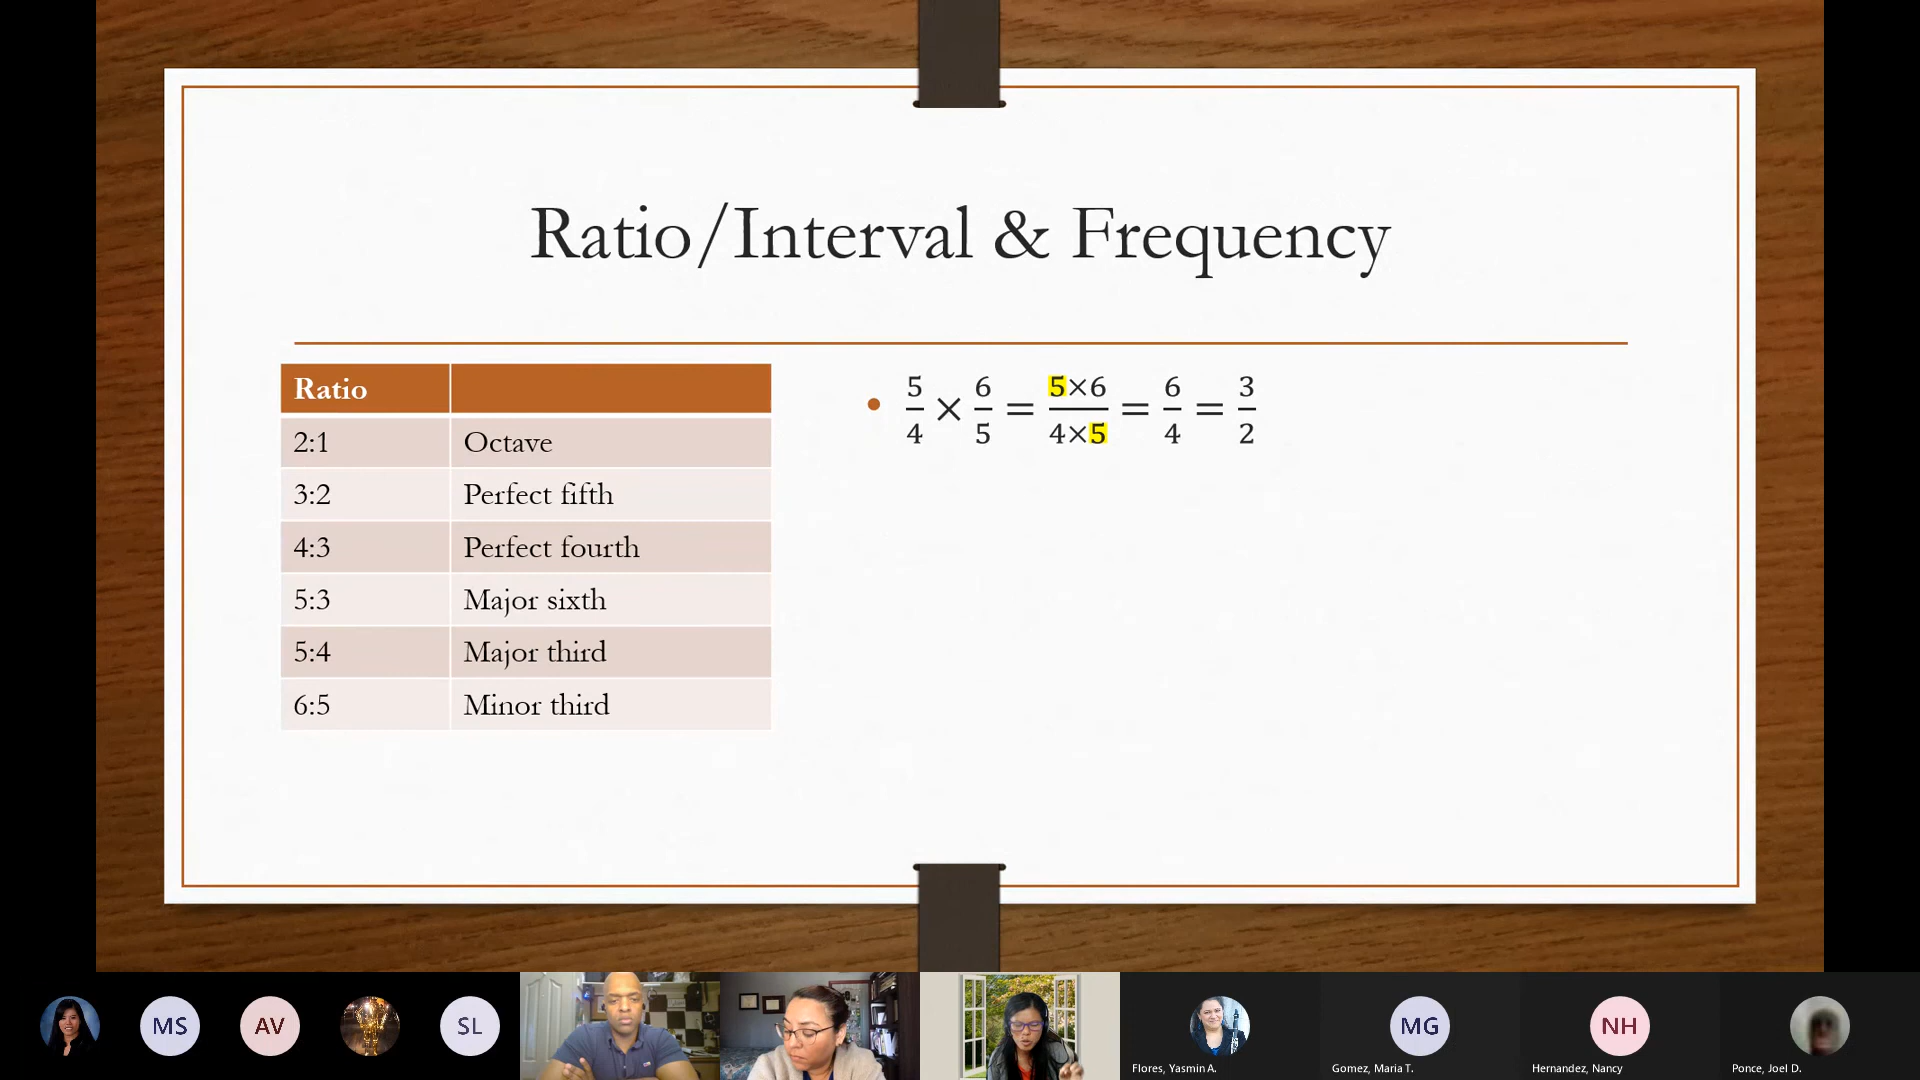 Ratio/Interval & Frequency
Ratio
2:1 Octave
3:2 Perfect fifth
4:3 Perfect fourth
5:3 Major sixth
5:4 Major third
6:5 Minor third
• 5/4 × 6/5 = 5×6/4×5 = 6/4 = 3/2
MS AV SL MG NH
Flores, Yasmin A. Gomez, Maria T. Hernandez, Nancy Ponce, Joel D.